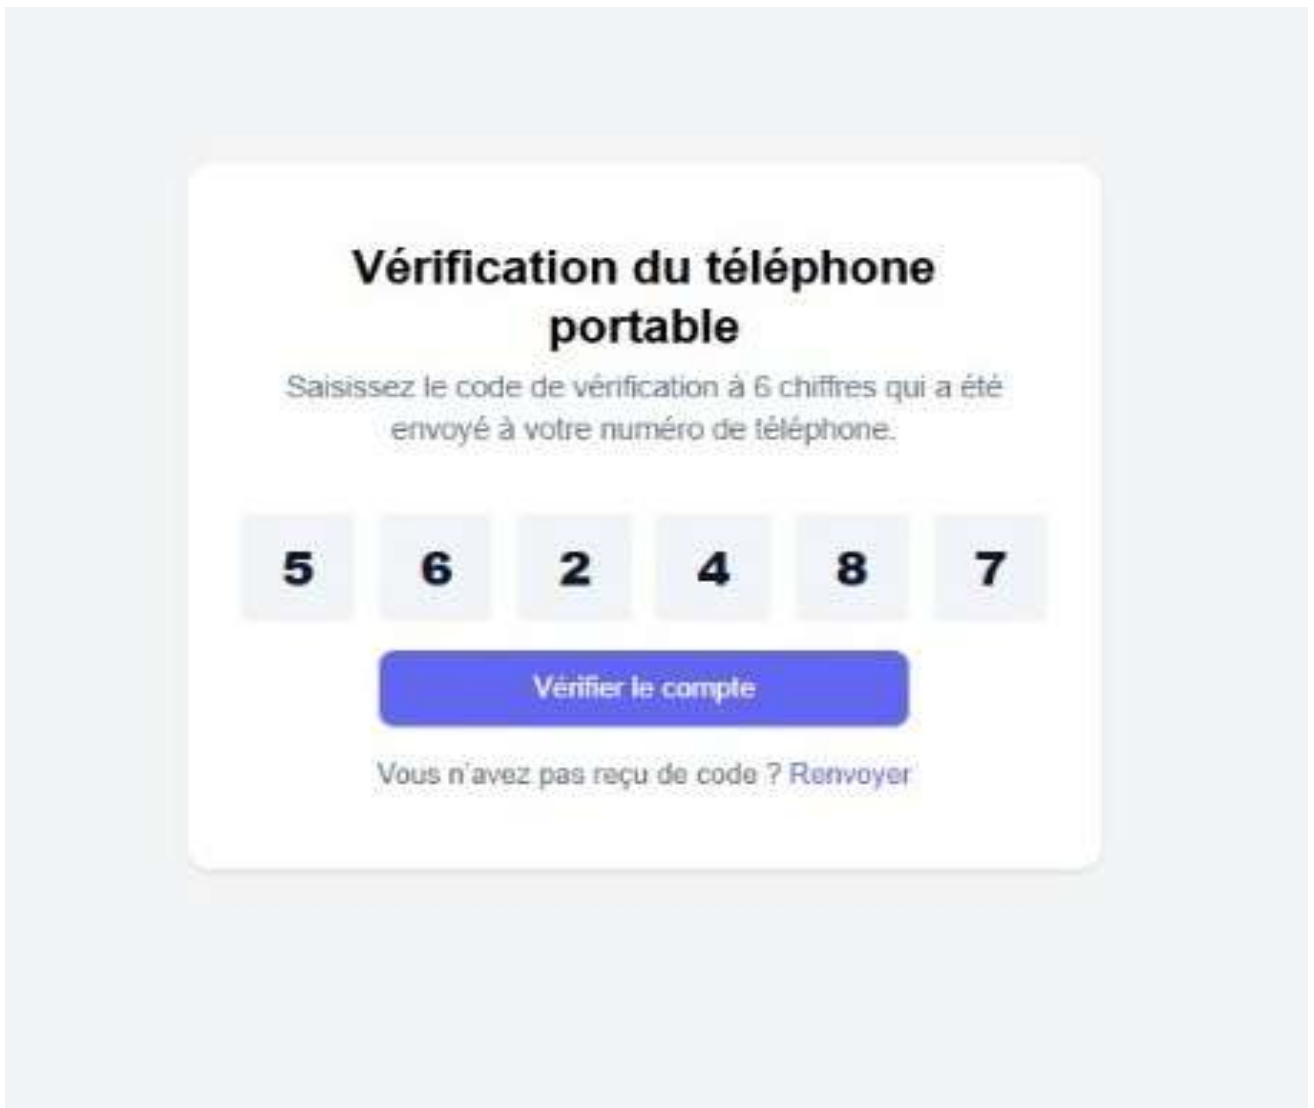 Vérification du téléphone
portable
Saisissez le code de vérification à 6 chiffres qui a été
envoyé à votre numéro de téléphone.
5 6 2 4 8 7
Vérifier le compte
Vous n'avez pas reçu de code ? Renvoyer